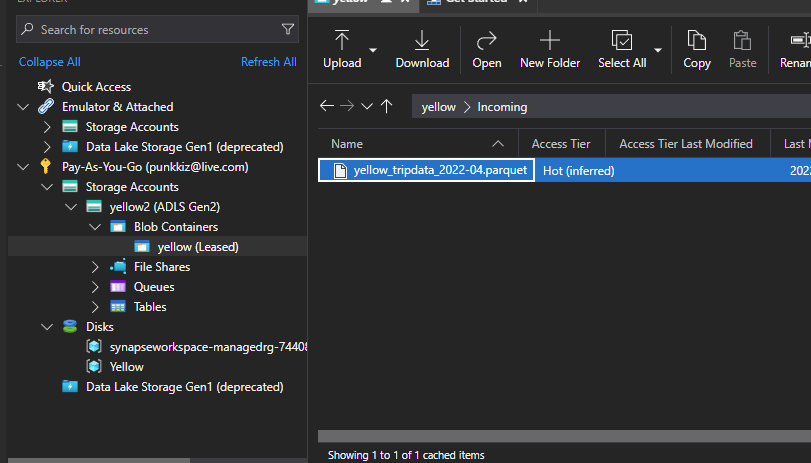 yellow
Get Started
Search for resources
Collapse All
Refresh All
Quick Access
Emulator & Attached
Storage Accounts
Data Lake Storage Gen1 (deprecated)
Pay-As-You-Go (punkkiz@live.com)
Storage Accounts
yellow2 (ADLS Gen2)
Blob Containers
yellow (Leased)
File Shares
Queues
Tables
Disks
synapseworkspace-managedrg-74408
Yellow
Data Lake Storage Gen1 (deprecated)
Upload
Download
Open
New Folder
Select All
Copy
Paste
Renan
yellow
Incoming
Name
Access Tier
Access Tier Last Modified
Last M
yellow_tripdata_2022-04.parquet
Hot (inferred)
2022
Showing 1 to 1 of 1 cached items